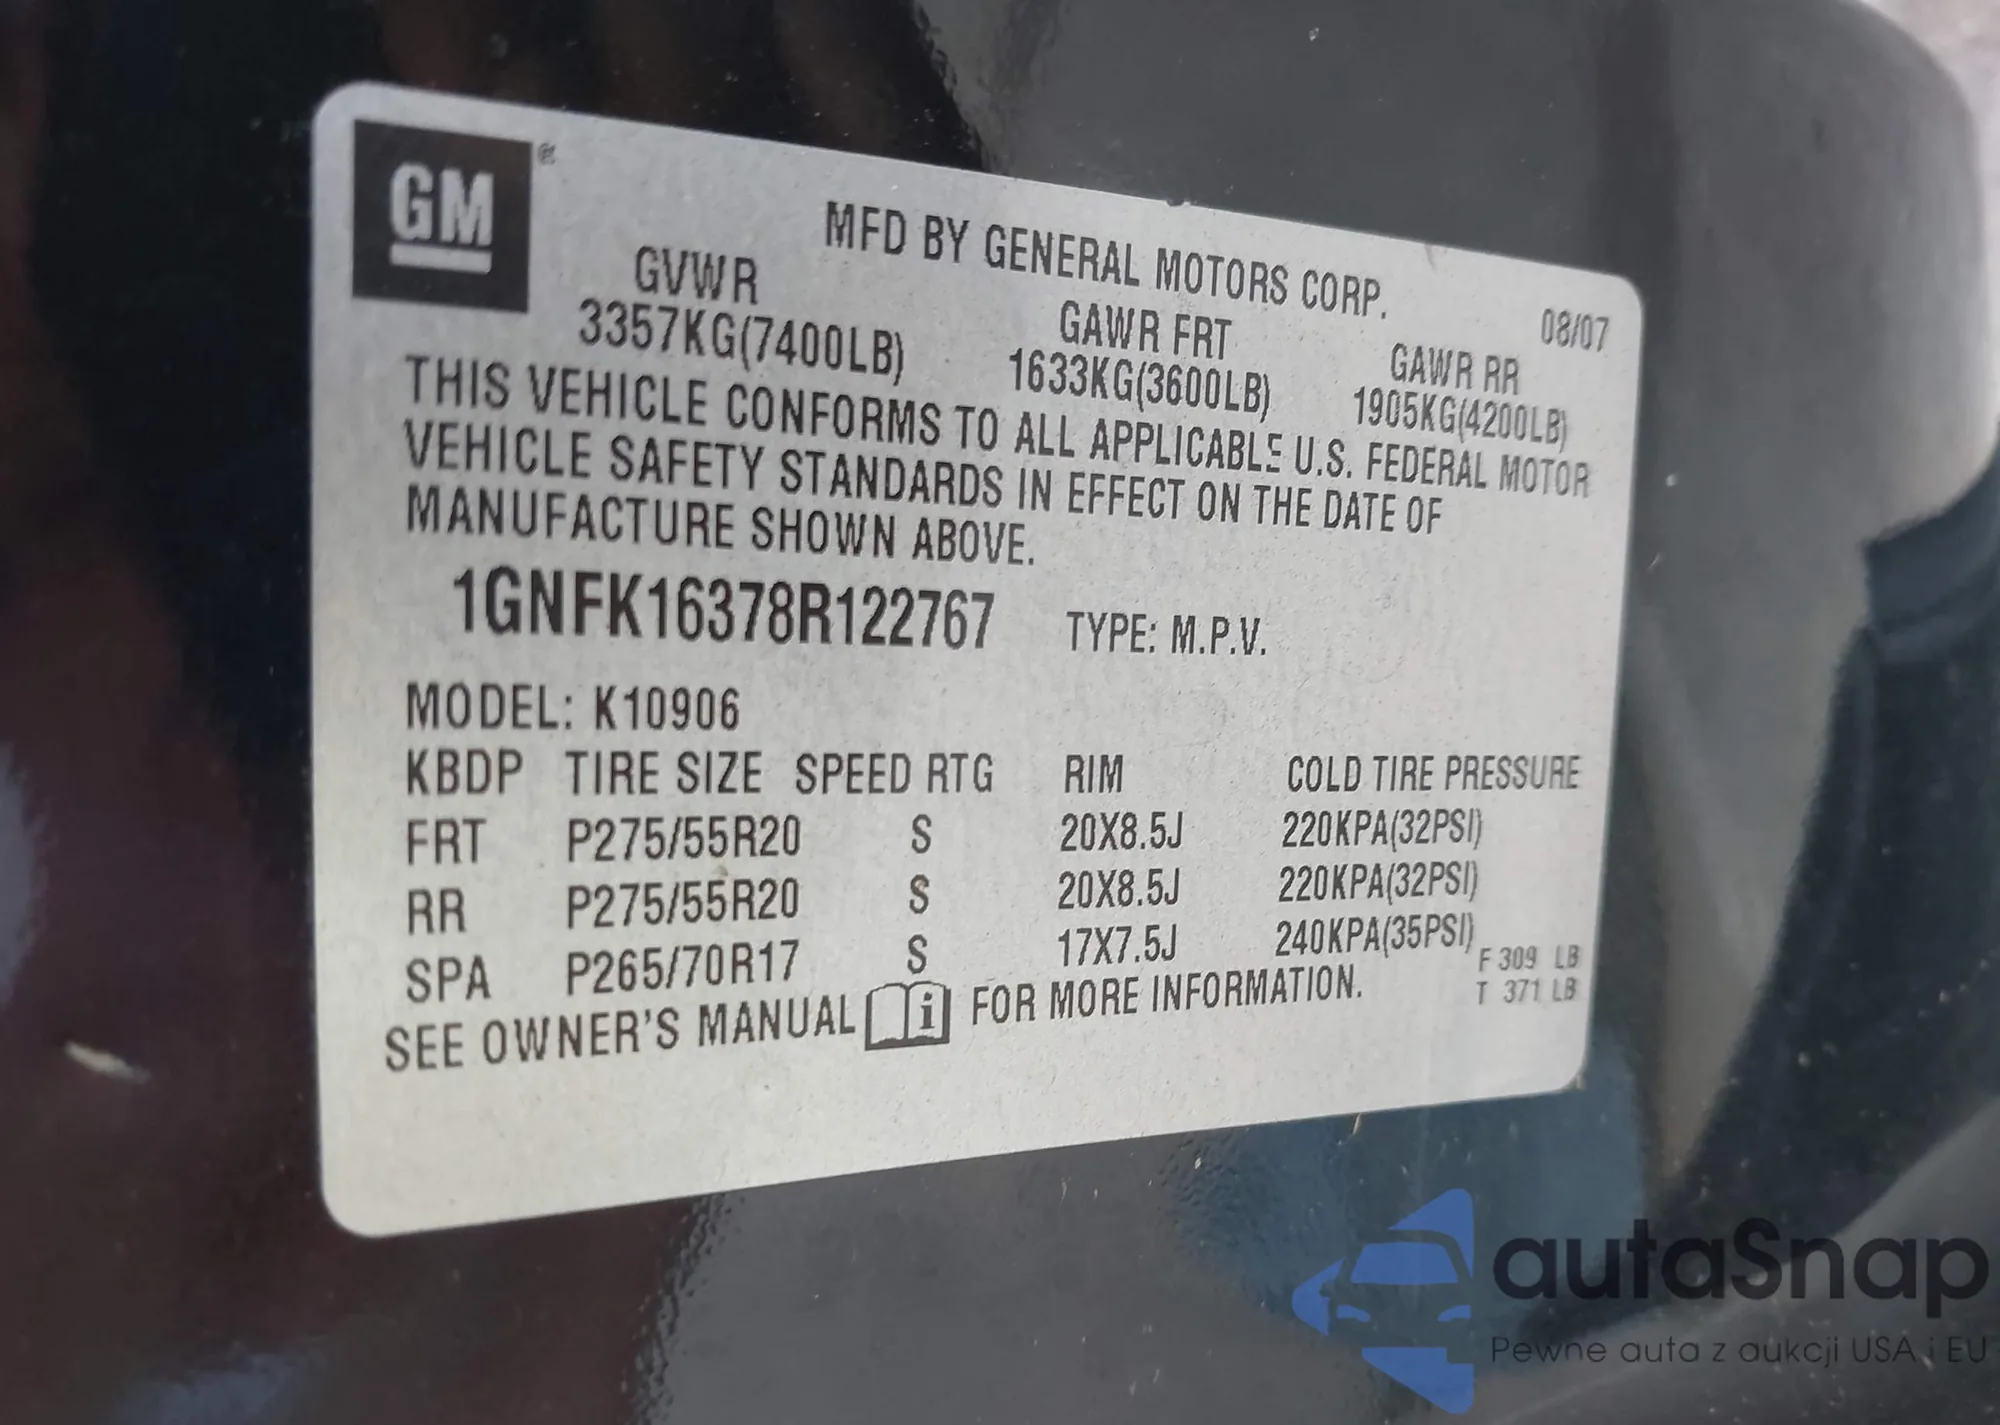 GM®
MFD BY GENERAL MOTORS CORP.
08/07
GVWR GAWR FRT GAWR RR
3357KG(7400LB) 1633KG(3600LB) 1905KG(4200LB)
THIS VEHICLE CONFORMS TO ALL APPLICABLE U.S. FEDERAL MOTOR
VEHICLE SAFETY STANDARDS IN EFFECT ON THE DATE OF
MANUFACTURE SHOWN ABOVE.
1GNFK16378R122767 TYPE: M.P.V.
MODEL: K10906
KBDP TIRE SIZE SPEED RTG RIM COLD TIRE PRESSURE
FRT P275/55R20 S 20X8.5J 220KPA(32PSI)
RR P275/55R20 S 20X8.5J 220KPA(32PSI)
SPA P265/70R17 S 17X7.5J 240KPA(35PSI)
F 309 LB
T 371 LB
SEE OWNER'S MANUAL i FOR MORE INFORMATION.
autaSnap
Pewne auta z aukcji USA i EU